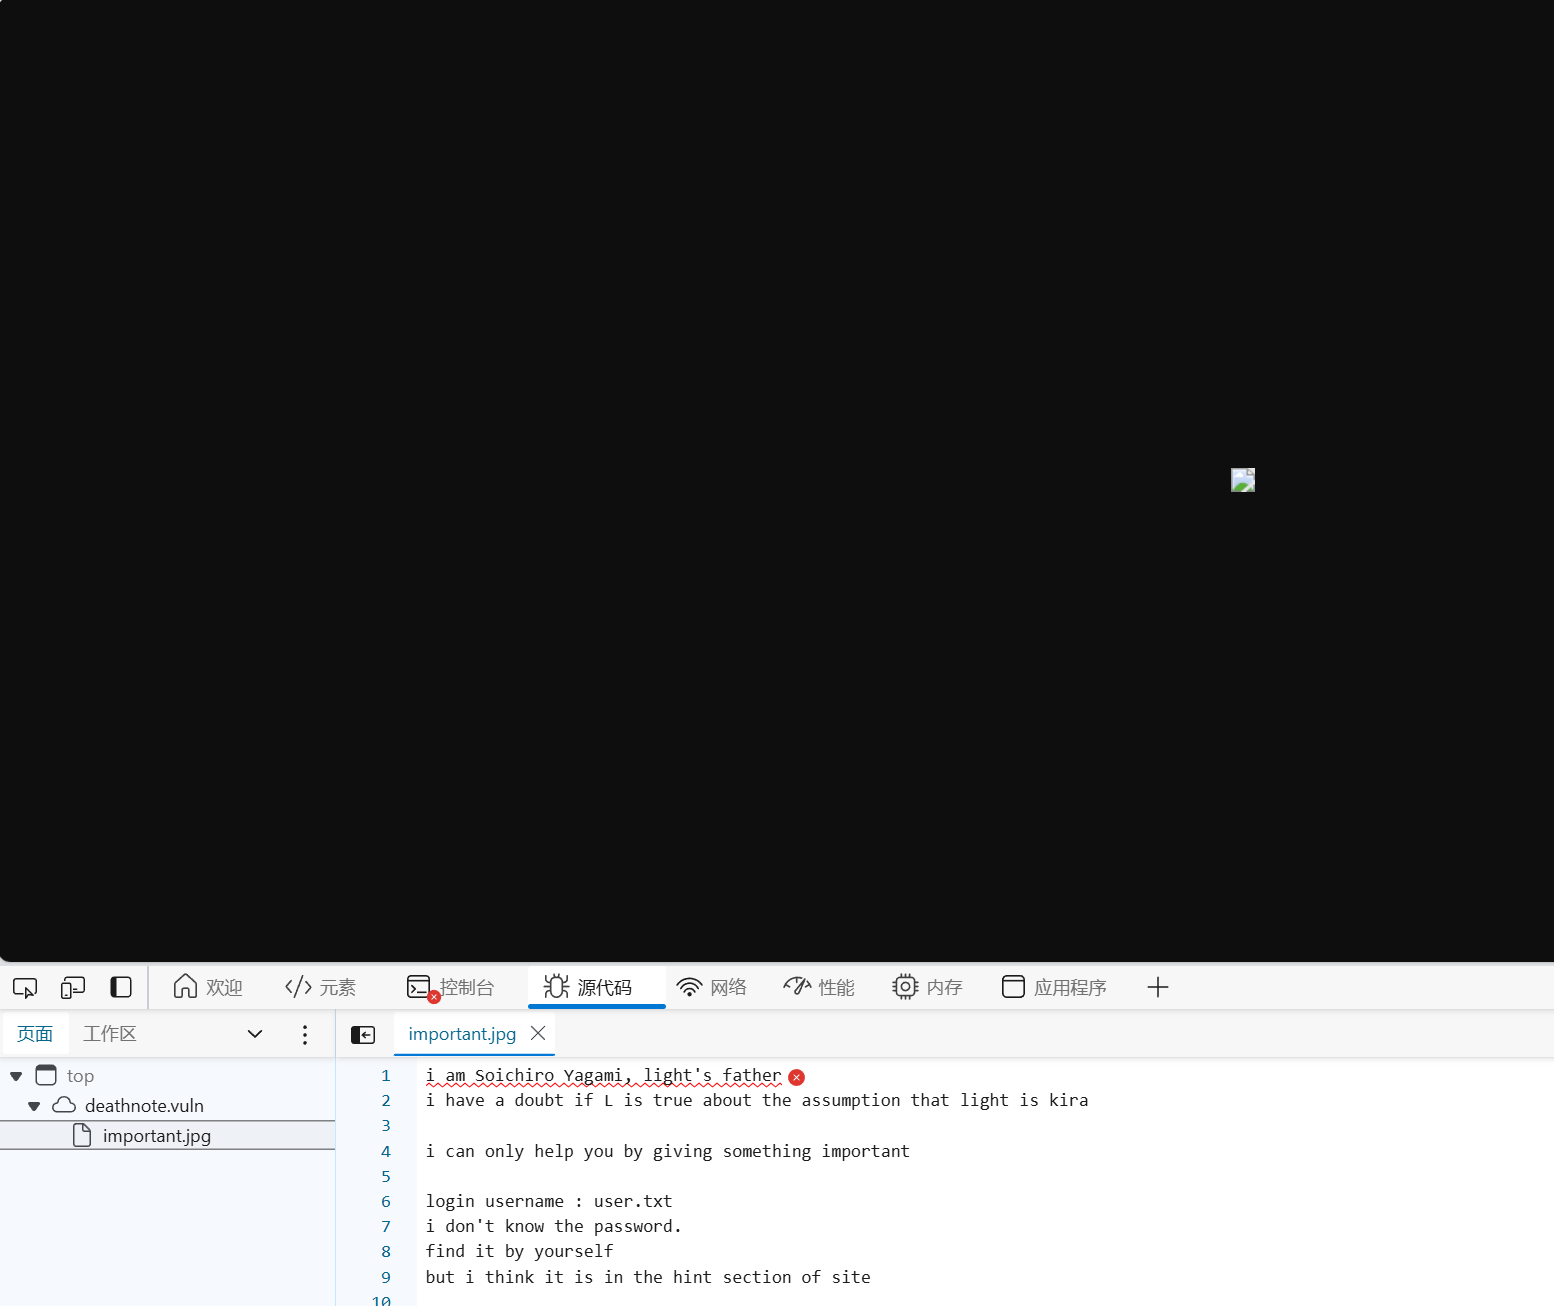 欢迎
元素
控制台
源代码
网络
性能
内存
应用程序
页面
工作区
important.jpg
top
deathnote.vuln
important.jpg
1 i am Soichiro Yagami, light's father
2 i have a doubt if L is true about the assumption that light is kira
3
4 i can only help you by giving something important
5
6 login username : user.txt
7 i don't know the password.
8 find it by yourself
9 but i think it is in the hint section of site
10